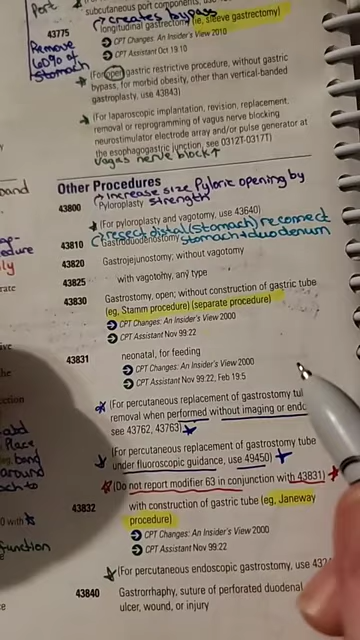 Port
subcutaneous port component
creates bypass
43775
longitudinal gastrectomy (ie, sleeve gastrectomy)
CPT Changes: An Insider's View 2010
Remove
60% of
stomach
CPT Assistant Oct 19:10
(For open gastric restrictive procedure, without gastric
bypass, for morbid obesity, other than vertical-banded
gastroplasty, use 43843)
(For laparoscopic implantation, revision, replacement,
removal or reprogramming of vagus nerve blocking
neurostimulator electrode array and/or pulse generator at
the esophagogastric junction, see 0312T-0317T)
vagus nerve block
Other Procedures
increase size Pyloric opening by
43800 Pyloroplasty strength
(For pyloroplasty and vagotomy, use 43640)
resect distal (stomach) reconnect
43810 Gastroduodenostomy stomach + duodenum
43820 Gastrojejunostomy; without vagotomy
43825 with vagotomy, any type
43830 Gastrostomy, open; without construction of gastric tube
(eg, Stamm procedure) (separate procedure)
CPT Changes: An Insider's View 2000
CPT Assistant Nov 99:22
43831 neonatal, for feeding
CPT Changes: An Insider's View 2000
CPT Assistant Nov 99:22, Feb 19:5
(For percutaneous replacement of gastrostomy
removal when performed without imaging or
see 43762, 43763)
(For percutaneous replacement of gastrostomy tube
under fluoroscopic guidance, use 49450)
(Do not report modifier 63 in conjunction with 43831)
43832 with construction of gastric tube (eg, Janeway
procedure)
CPT Changes: An Insider's View 2000
CPT Assistant Nov 99:22
(For percutaneous endoscopic gastrostomy, use
43840 Gastrorrhaphy, suture of perforated duodenal
ulcer, wound, or injury
band
rate
Place
band
around
with
function